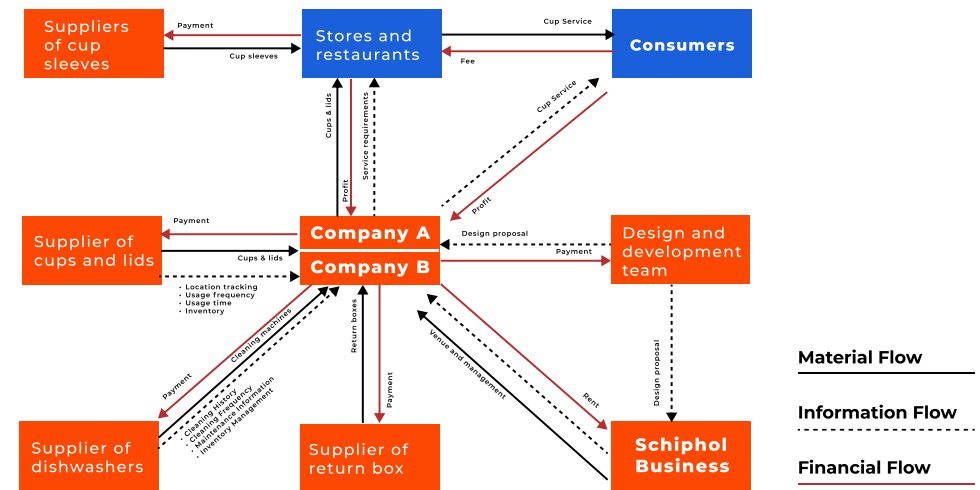 Suppliers
of cup
sleeves
Payment
Cup sleeves
Stores and
restaurants
Cup Service
Fee
Consumers
Cups & lids
Profit
Service requirements
Cup Service
Profit
Supplier of
cups and lids
Payment
Cups & lids
• Location tracking
• Usage frequency
• Usage time
• Inventory
Company A
Company B
Design proposal
Payment
Design and
development
team
Cleaning machines
Payment
• Cleaning History
• Cleaning Frequency
• Maintenance Information
• Inventory Management
Return boxes
Payment
Venue and management
Rent
Design proposal
Supplier of
dishwashers
Supplier of
return box
Schiphol
Business
Material Flow
Information Flow
Financial Flow